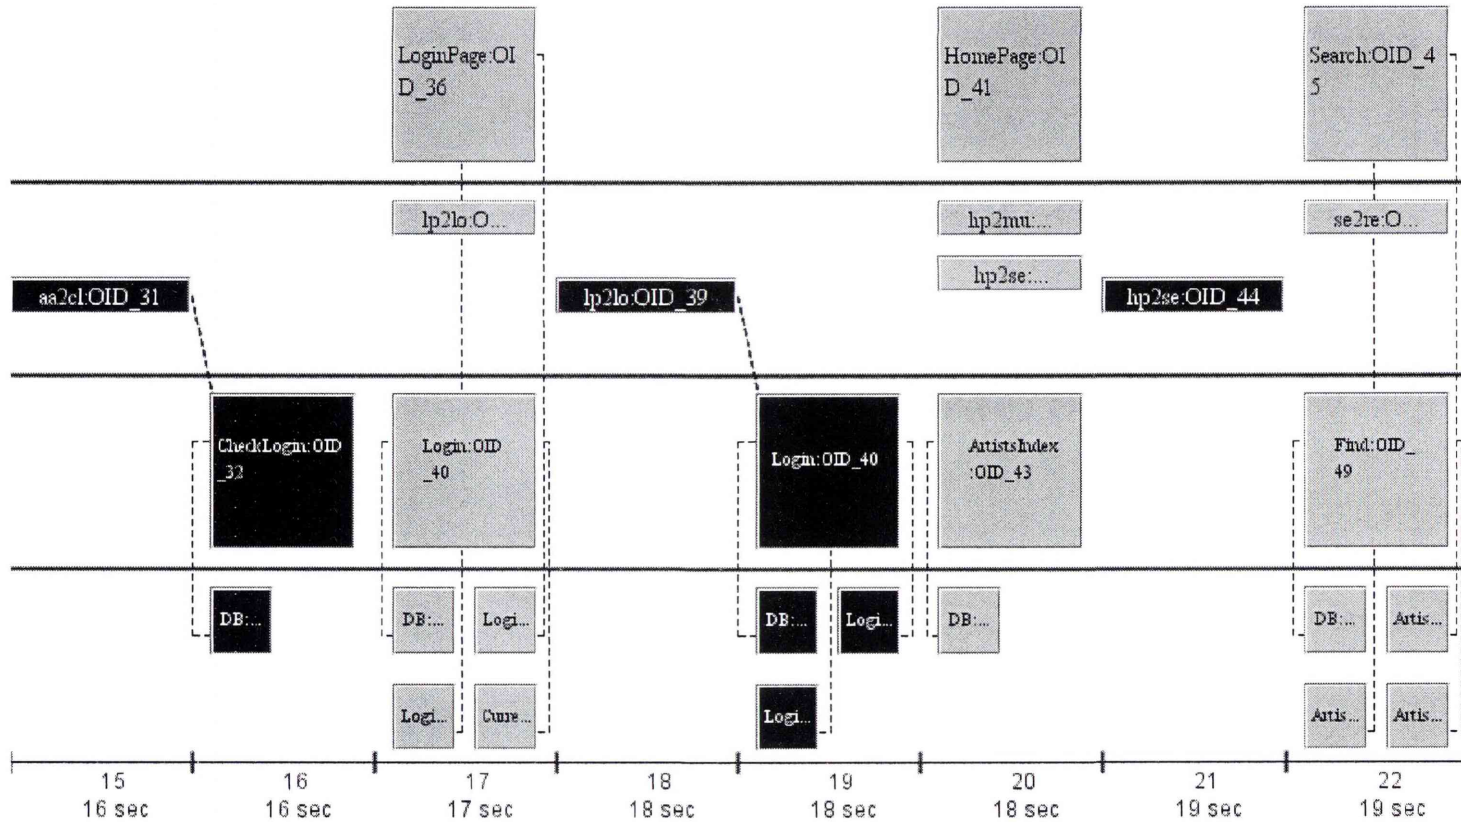 LoginPage:OI
D_36
HomePage:OI
D_41
Search:OID_4
5
lp2lo:O...
hp2mu:...
se2re:O...
hp2se:...
aa2cl:OID_31
lp2lo:OID_39
hp2se:OID_44
CheckLogin:OID
_32
Login:OID
_40
Login:OID_40
ArtistsIndex
:OID_43
Find:OID_
49
DB:...
DB:...
Logi...
DB:...
Logi...
DB:...
DB:...
Artis...
Logi...
Curre...
Logi...
Artis...
Artis...
15
16
17
18
19
20
21
22
16 sec
16 sec
17 sec
18 sec
18 sec
18 sec
19 sec
19 sec